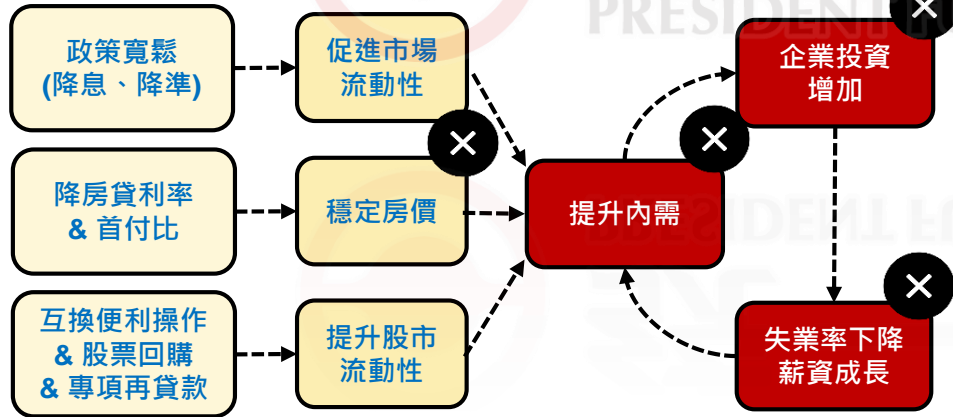 政策寬鬆
(降息、降準)
促進市場
流動性
企業投資
增加
降房貸利率
& 首付比
穩定房價
提升內需
互換便利操作
& 股票回購
& 專項再貸款
提升股市
流動性
失業率下降
薪資成長
PRESIDENT